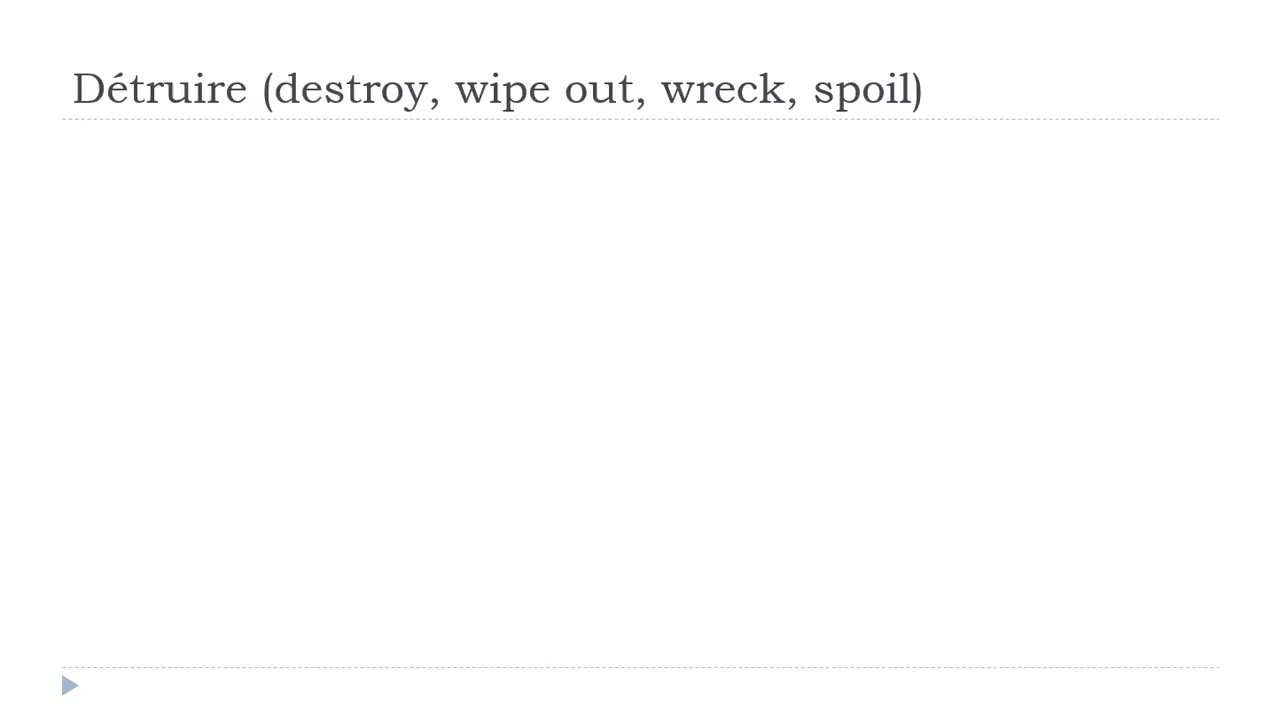 Détruire (destroy, wipe out, wreck, spoil)